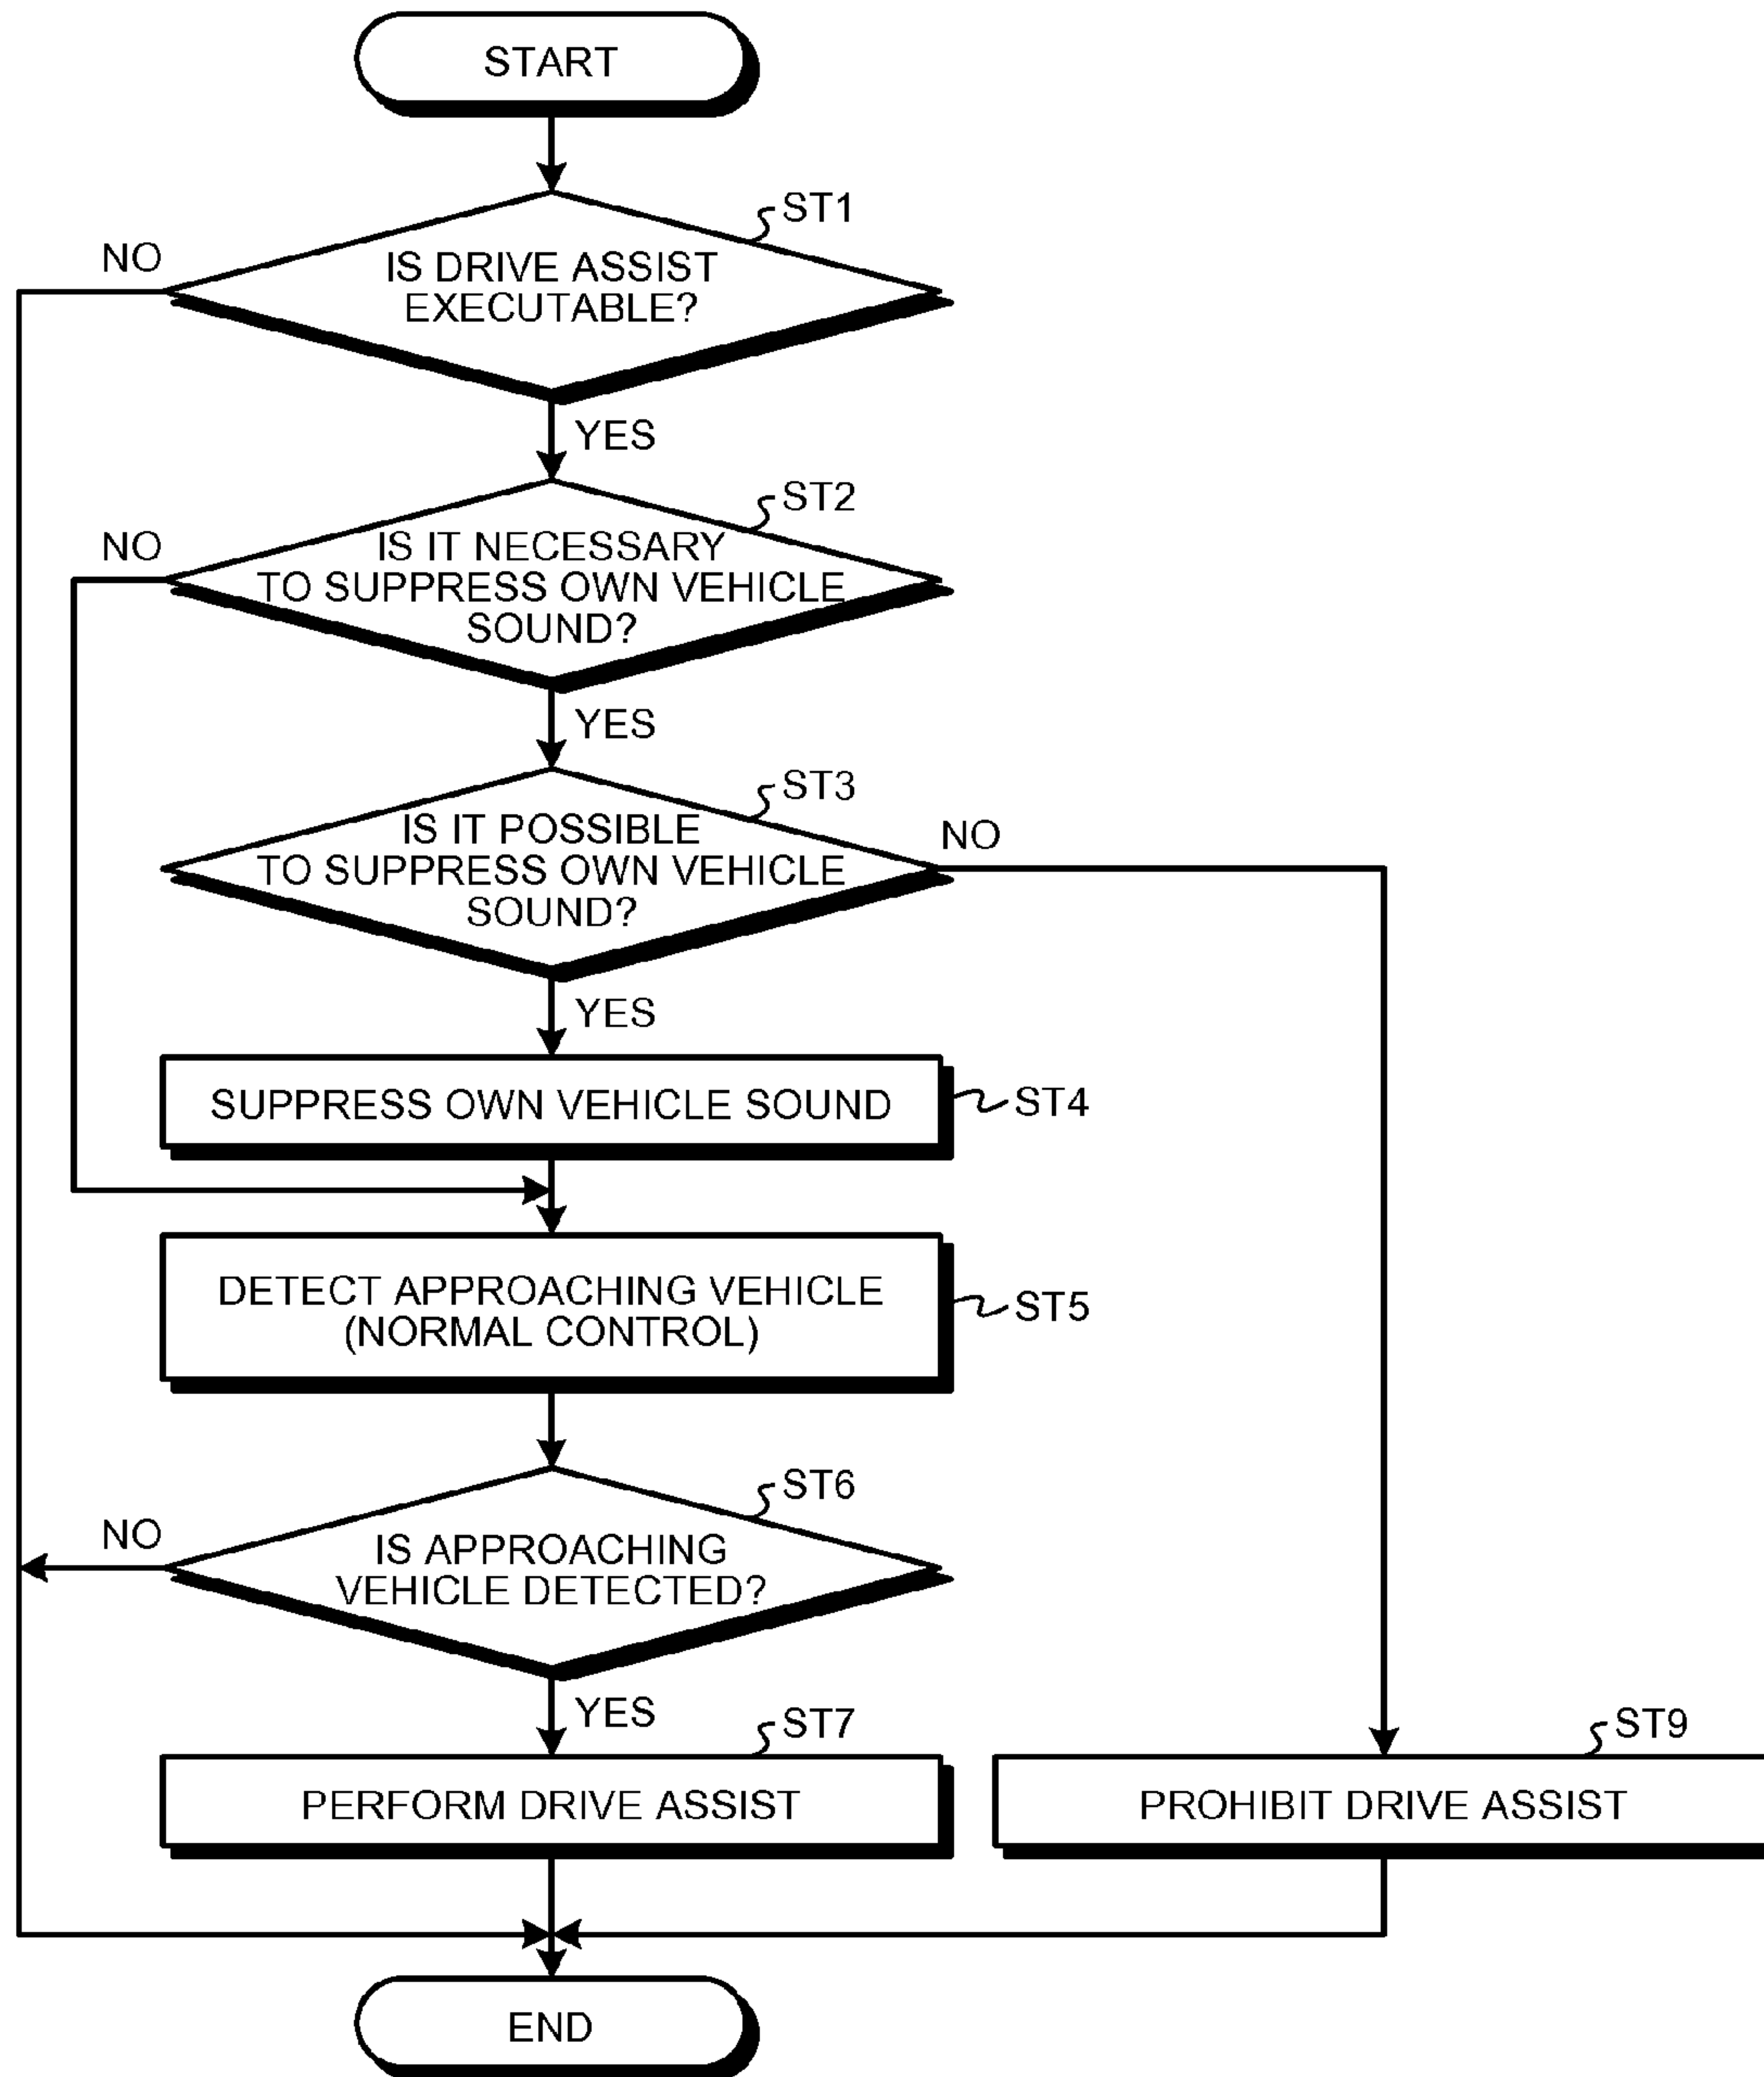 START
ST1
NO
IS DRIVE ASSIST
EXECUTABLE?
YES
ST2
NO
IS IT NECESSARY
TO SUPPRESS OWN VEHICLE
SOUND?
YES
ST3
IS IT POSSIBLE
TO SUPPRESS OWN VEHICLE
SOUND?
NO
YES
SUPPRESS OWN VEHICLE SOUND
ST4
DETECT APPROACHING VEHICLE
(NORMAL CONTROL)
ST5
ST6
NO
IS APPROACHING
VEHICLE DETECTED?
YES
ST7
PERFORM DRIVE ASSIST
ST9
PROHIBIT DRIVE ASSIST
END